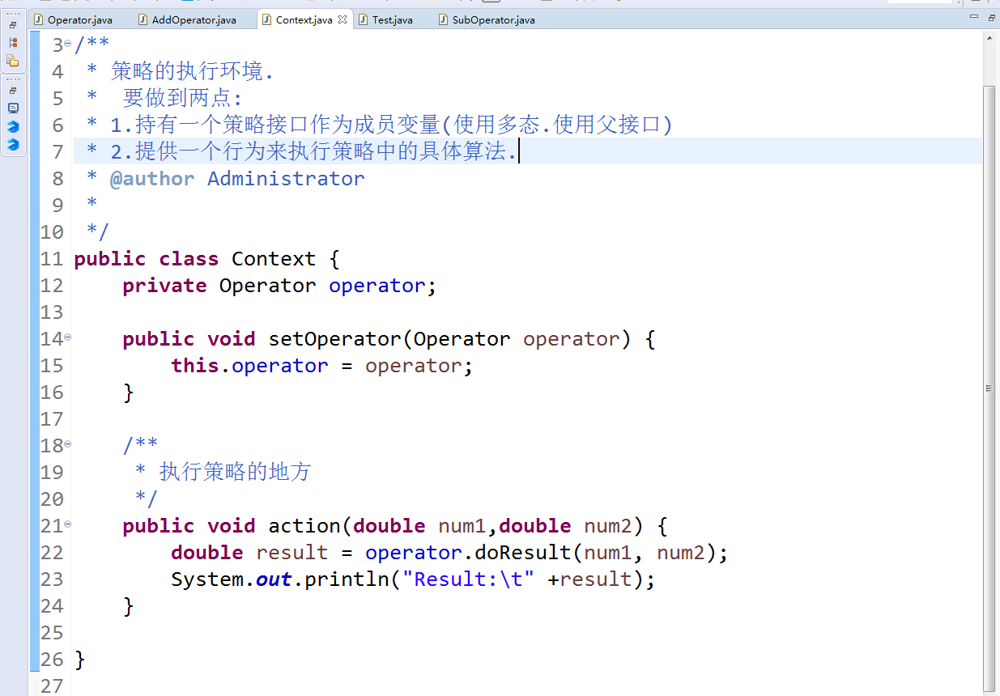 Operator.java AddOperator.java Context.java Test.java SubOperator.java
3 /**
4 * 策略的执行环境.
5 * 要做到两点:
6 * 1.持有一个策略接口作为成员变量(使用多态.使用父接口)
7 * 2.提供一个行为来执行策略中的具体算法.
8 * @author Administrator
9 *
10 */
11 public class Context {
12 private Operator operator;
13
14 public void setOperator(Operator operator) {
15 this.operator = operator;
16 }
17
18 /**
19 * 执行策略的地方
20 */
21 public void action(double num1,double num2) {
22 double result = operator.doResult(num1, num2);
23 System.out.println("Result:\t" +result);
24 }
25
26 }
27